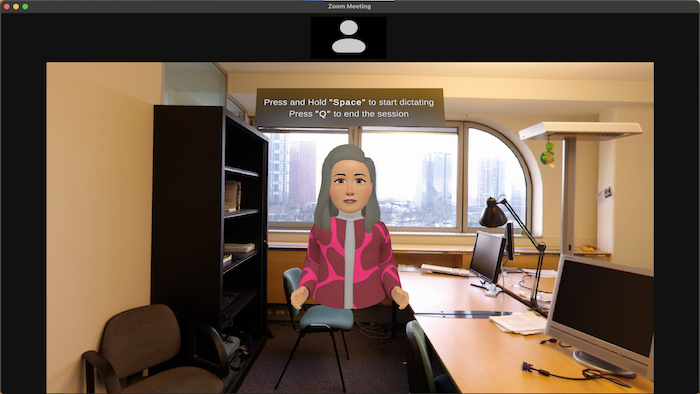 Zoom Meeting
Press and Hold "Space" to start dictating
Press "Q" to end the session